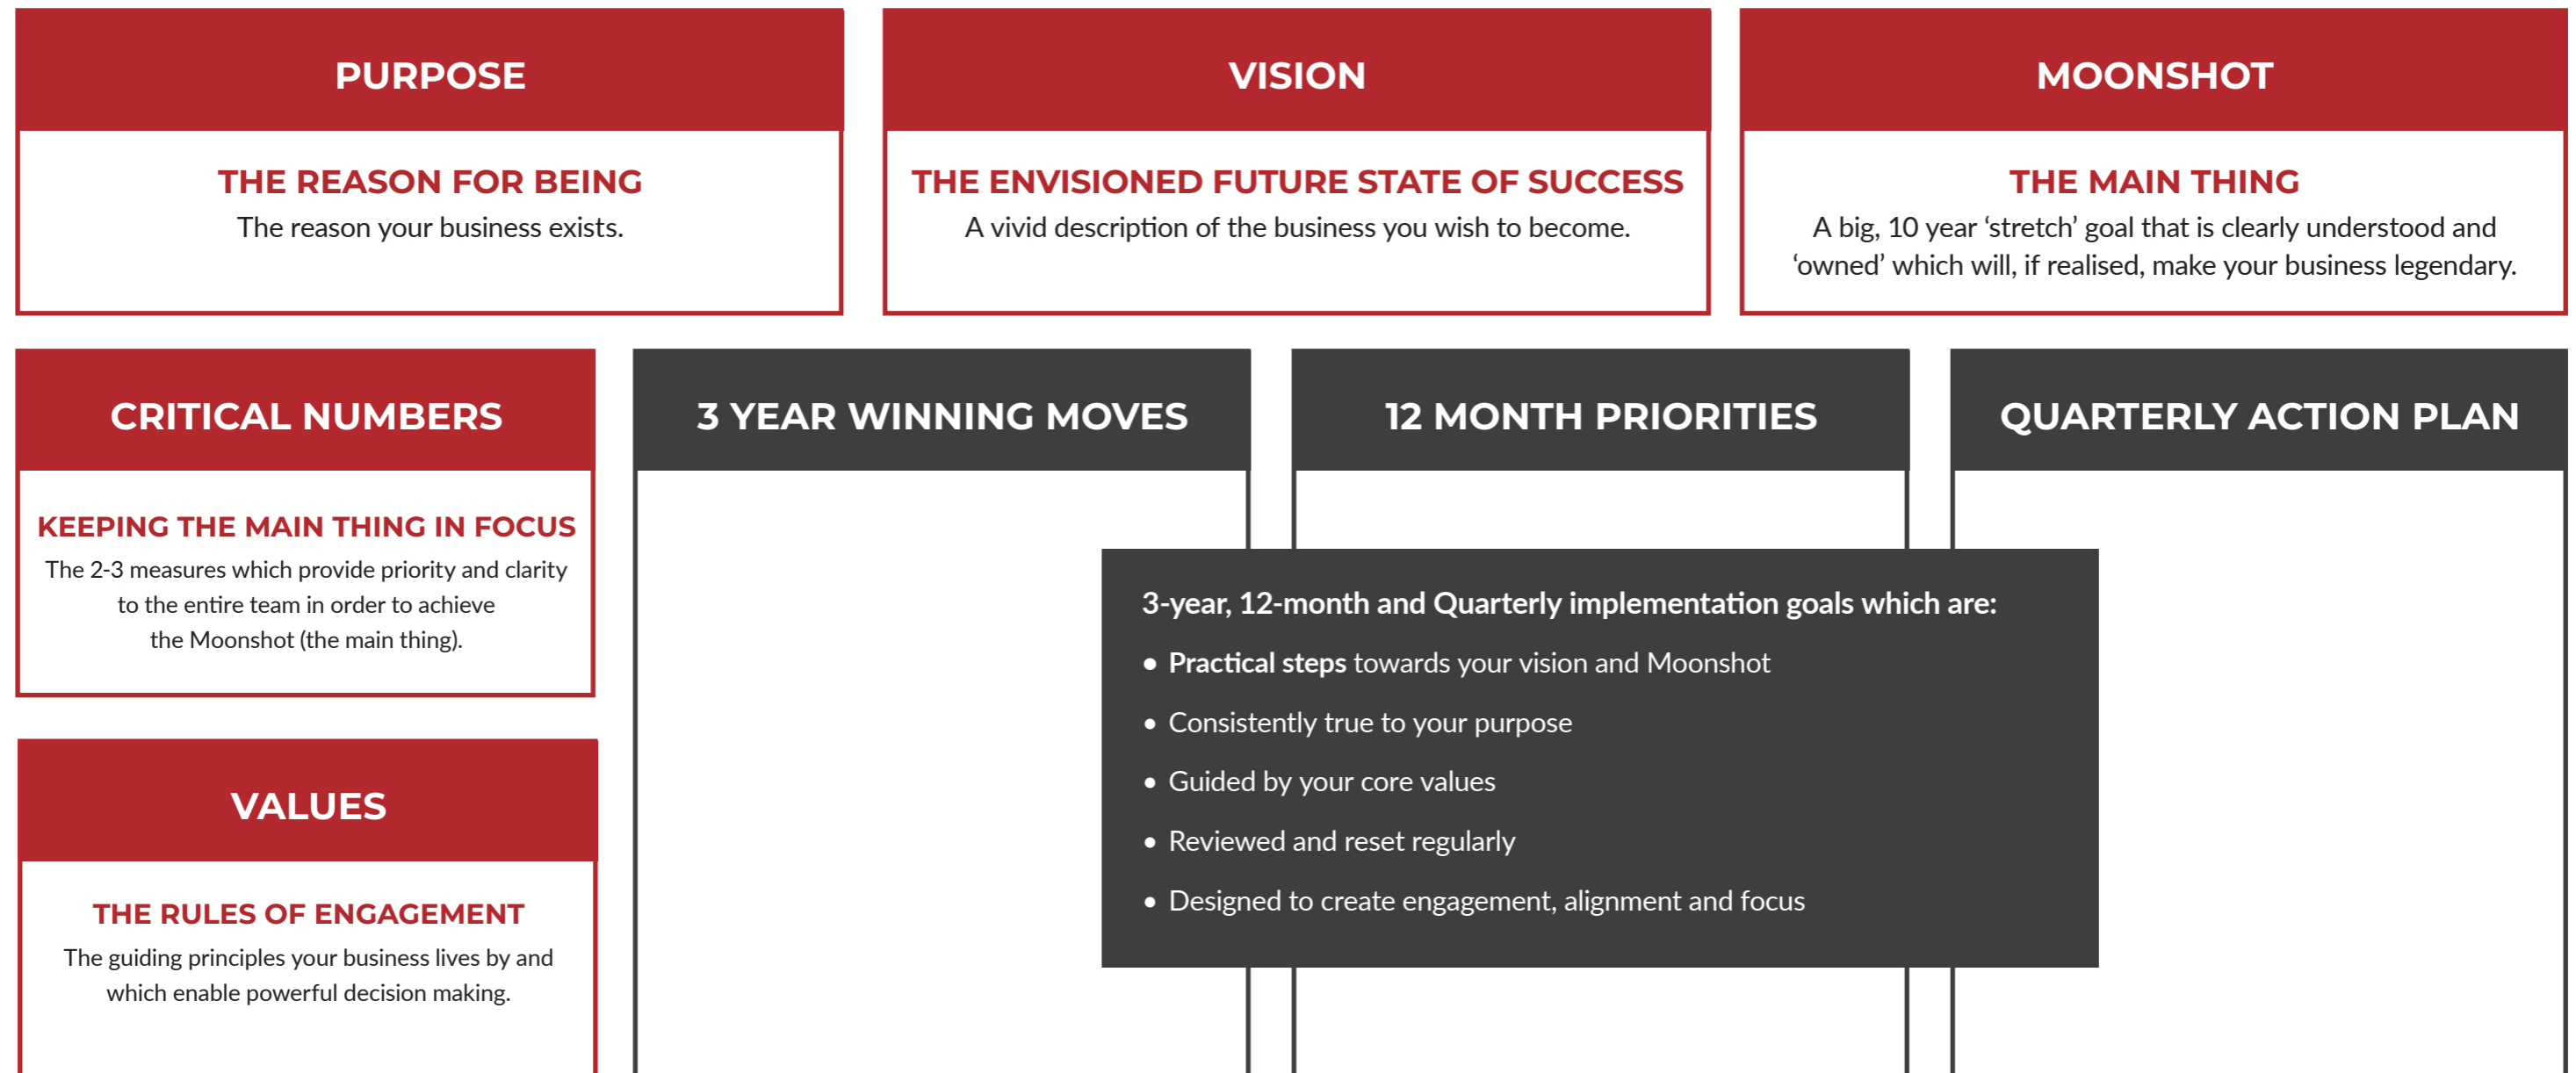 PURPOSE
THE REASON FOR BEING
The reason your business exists.
VISION
THE ENVISIONED FUTURE STATE OF SUCCESS
A vivid description of the business you wish to become.
MOONSHOT
THE MAIN THING
A big, 10 year ‘stretch’ goal that is clearly understood and
‘owned’ which will, if realised, make your business legendary.
CRITICAL NUMBERS
KEEPING THE MAIN THING IN FOCUS
The 2-3 measures which provide priority and clarity
to the entire team in order to achieve
the Moonshot (the main thing).
VALUES
THE RULES OF ENGAGEMENT
The guiding principles your business lives by and
which enable powerful decision making.
3 YEAR WINNING MOVES
12 MONTH PRIORITIES
QUARTERLY ACTION PLAN
3-year, 12-month and Quarterly implementation goals which are:
• Practical steps towards your vision and Moonshot
• Consistently true to your purpose
• Guided by your core values
• Reviewed and reset regularly
• Designed to create engagement, alignment and focus